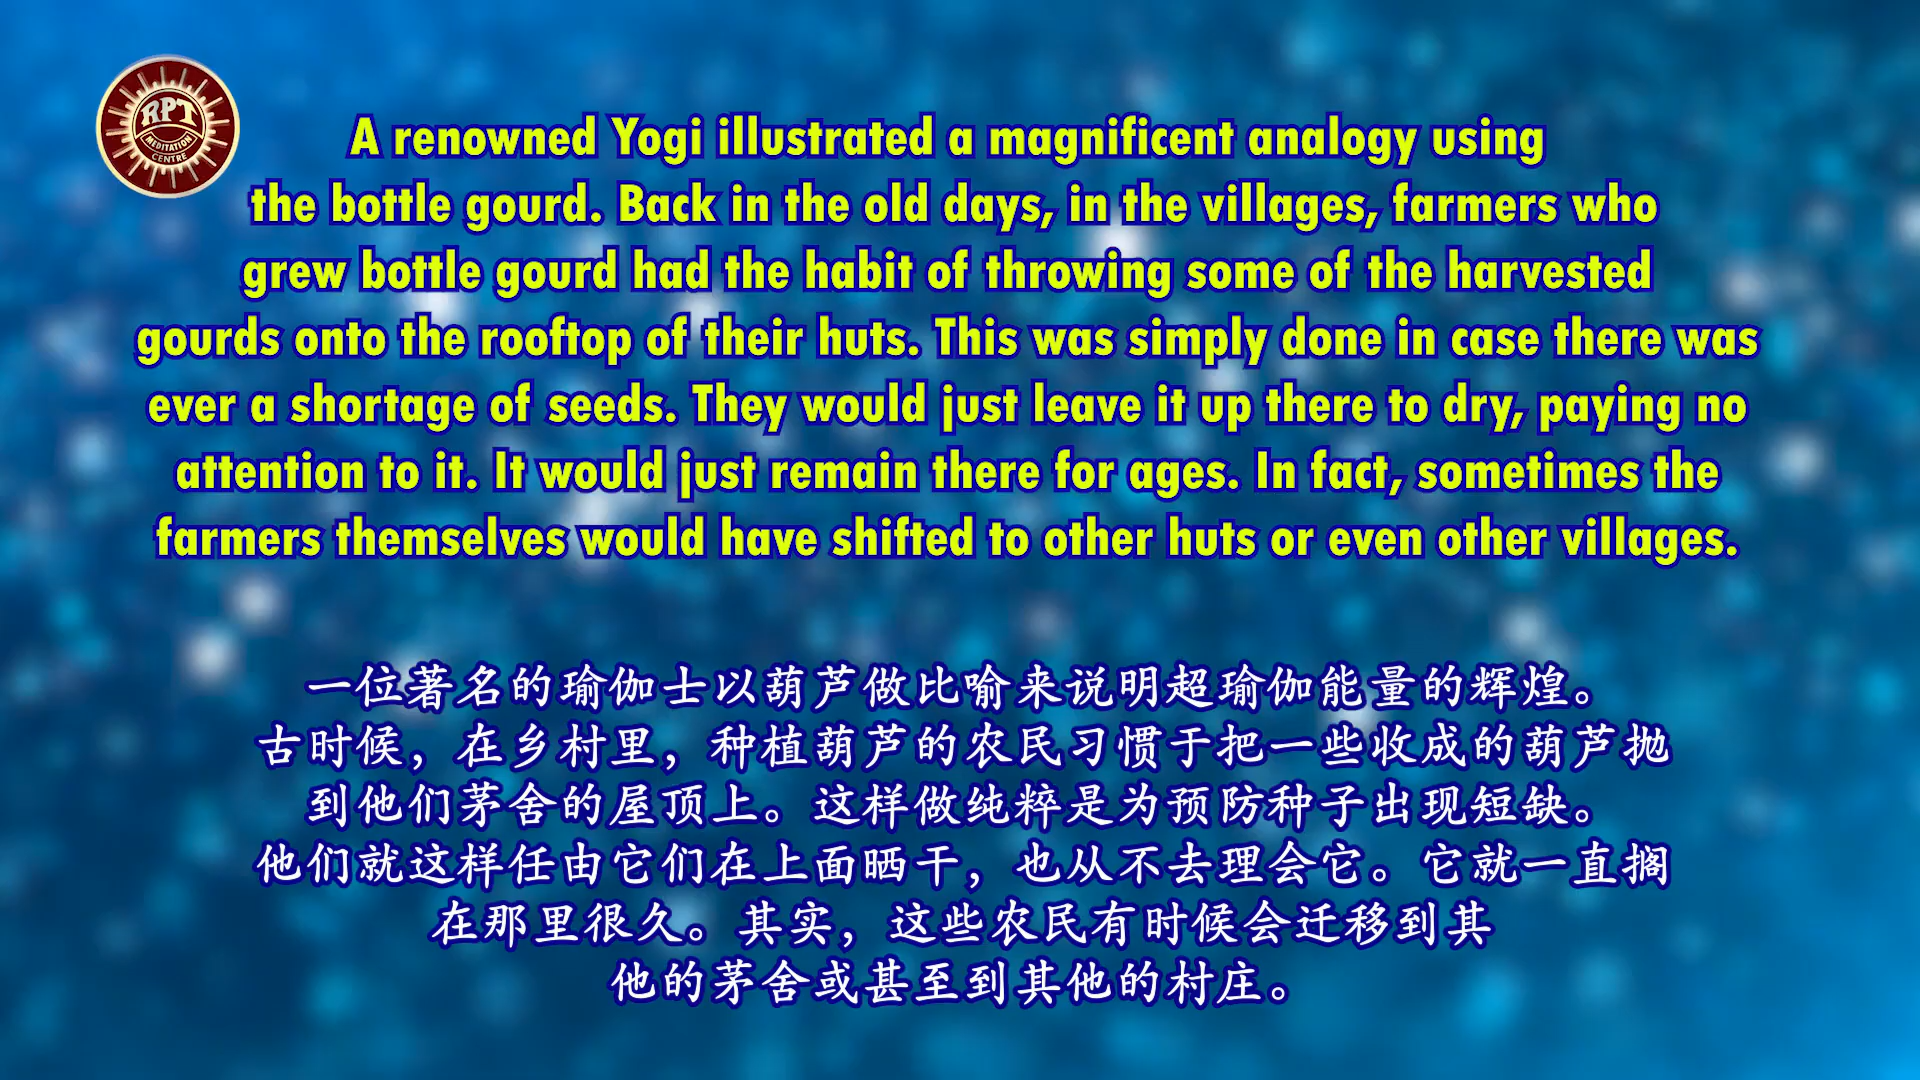 RPT
MEDITATION
CENTRE
A renowned Yogi illustrated a magnificent analogy using
the bottle gourd. Back in the old days, in the villages, farmers who
grew bottle gourd had the habit of throwing some of the harvested
gourds onto the rooftop of their huts. This was simply done in case there was
ever a shortage of seeds. They would just leave it up there to dry, paying no
attention to it. It would just remain there for ages. In fact, sometimes the
farmers themselves would have shifted to other huts or even other villages.
一位著名的瑜伽士以葫芦做比喻来说明超瑜伽能量的辉煌。
古时候，在乡村里，种植葫芦的农民习惯于把一些收成的葫芦抛
到他们茅舍的屋顶上。这样做纯粹是为预防种子出现短缺。
他们就这样任由它们在上面晒干，也从不去理会它。它就一直搁
在那里很久。其实，这些农民有时候会迁移到其
他的茅舍或甚至到其他的村庄。